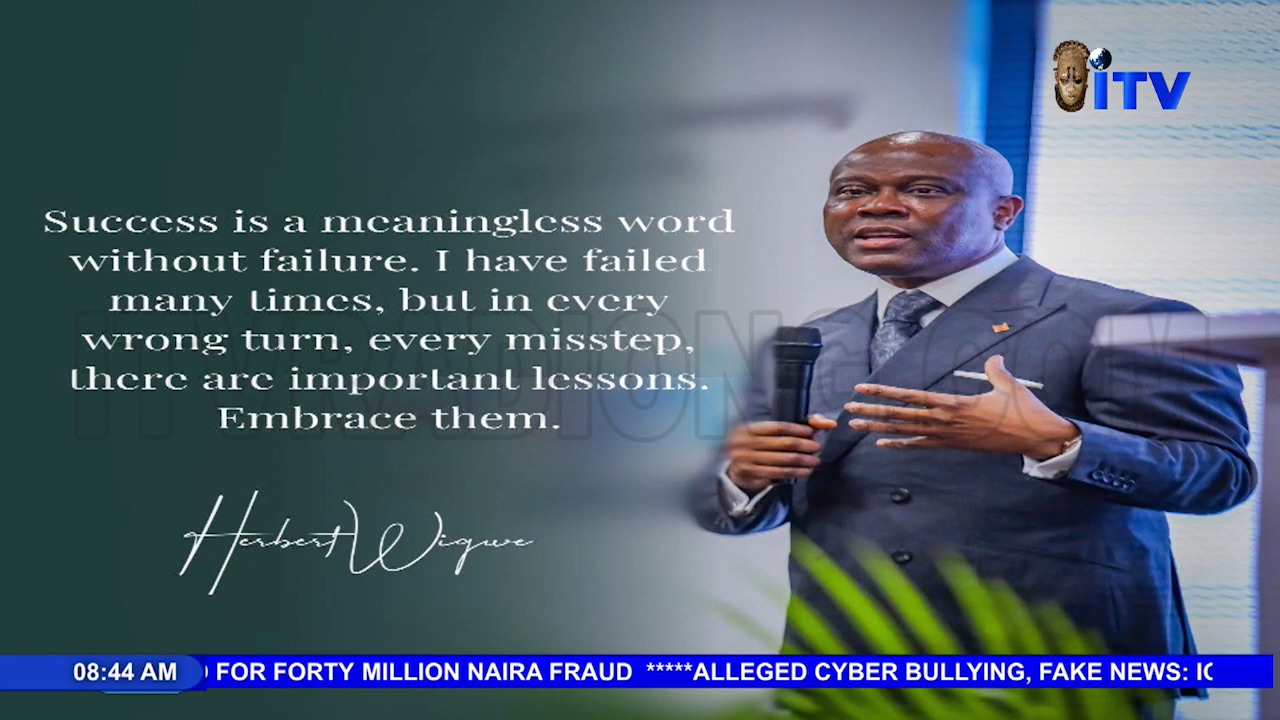 iTV
Success is a meaningless word
without failure. I have failed
many times, but in every
wrong turn, every misstep,
there are important lessons.
Embrace them.
ITVRADIONG.COM
Herbert Wigwe
08:44 AM
FOR FORTY MILLION NAIRA FRAUD *****ALLEGED CYBER BULLYING, FAKE NEWS: